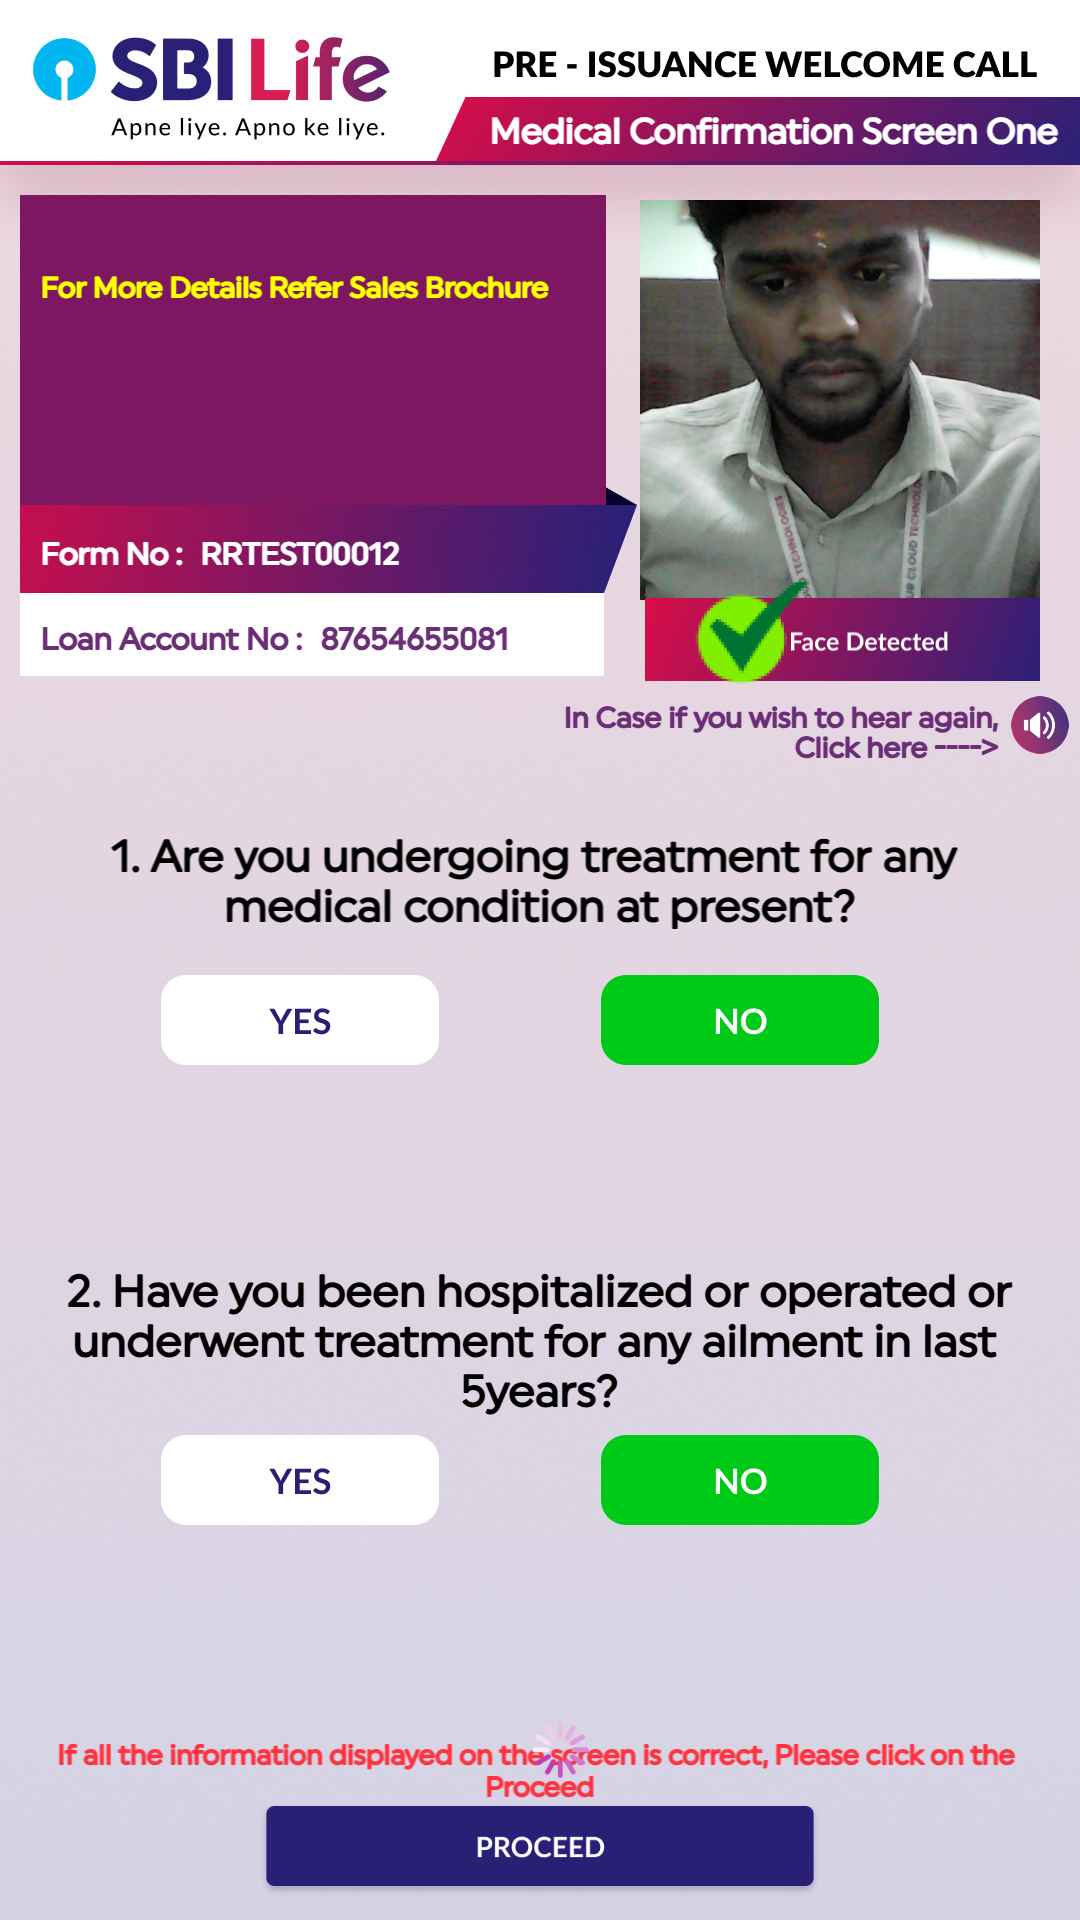 SBI Life
Apne liye. Apno ke liye.
PRE - ISSUANCE WELCOME CALL
Medical Confirmation Screen One
For More Details Refer Sales Brochure
Form No : RRTEST00012
Loan Account No : 87654655081
TECHNOLOGIES
CLOUD TECHNOLO
Face Detected
In Case if you wish to hear again,
Click here ---->
1. Are you undergoing treatment for any
medical condition at present?
YES
NO
2. Have you been hospitalized or operated or
underwent treatment for any ailment in last
5years?
YES
NO
If all the information displayed on the screen is correct, Please click on the
Proceed
PROCEED